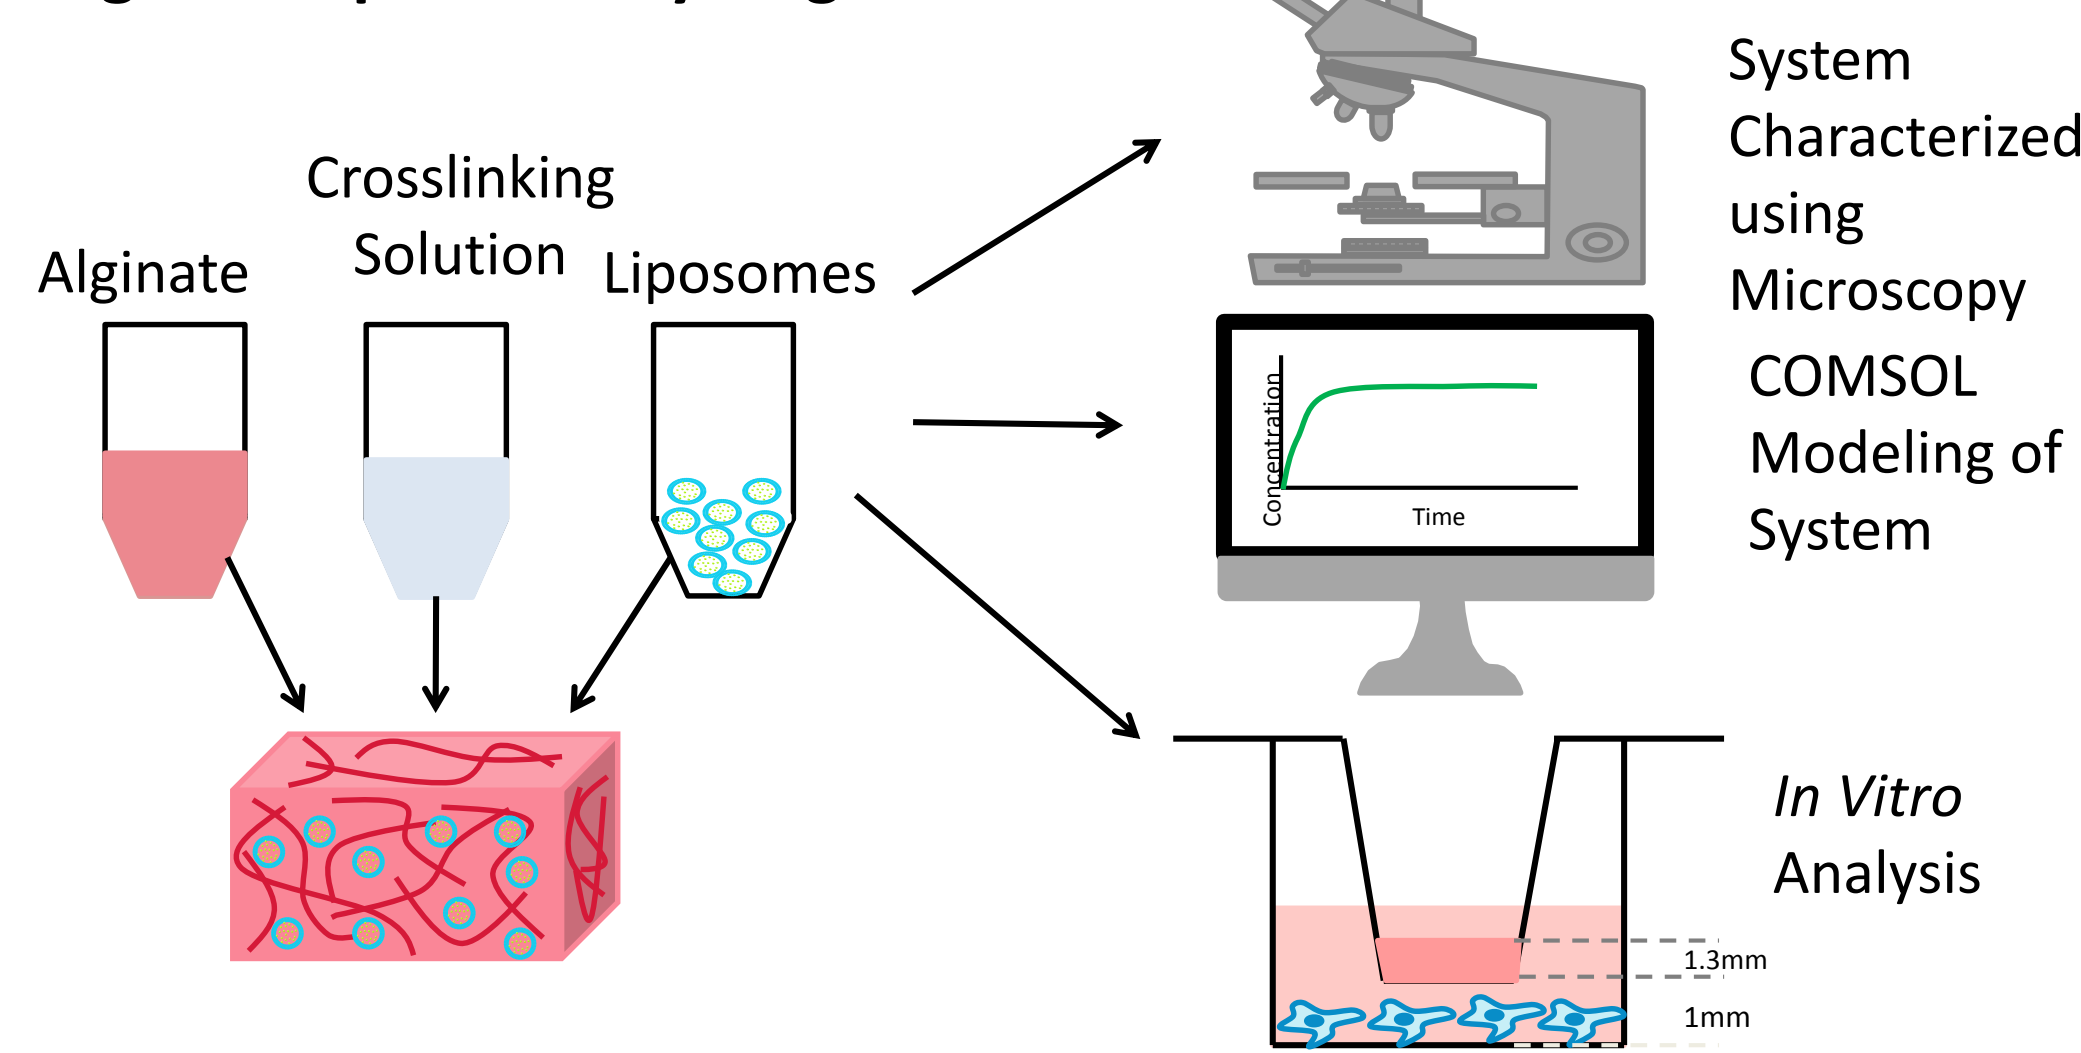 Alginate
Crosslinking
Solution
Liposomes
System
Characterized
using
Microscopy
Concentration
Time
COMSOL
Modeling of
System
In Vitro
Analysis
1.3mm
1mm